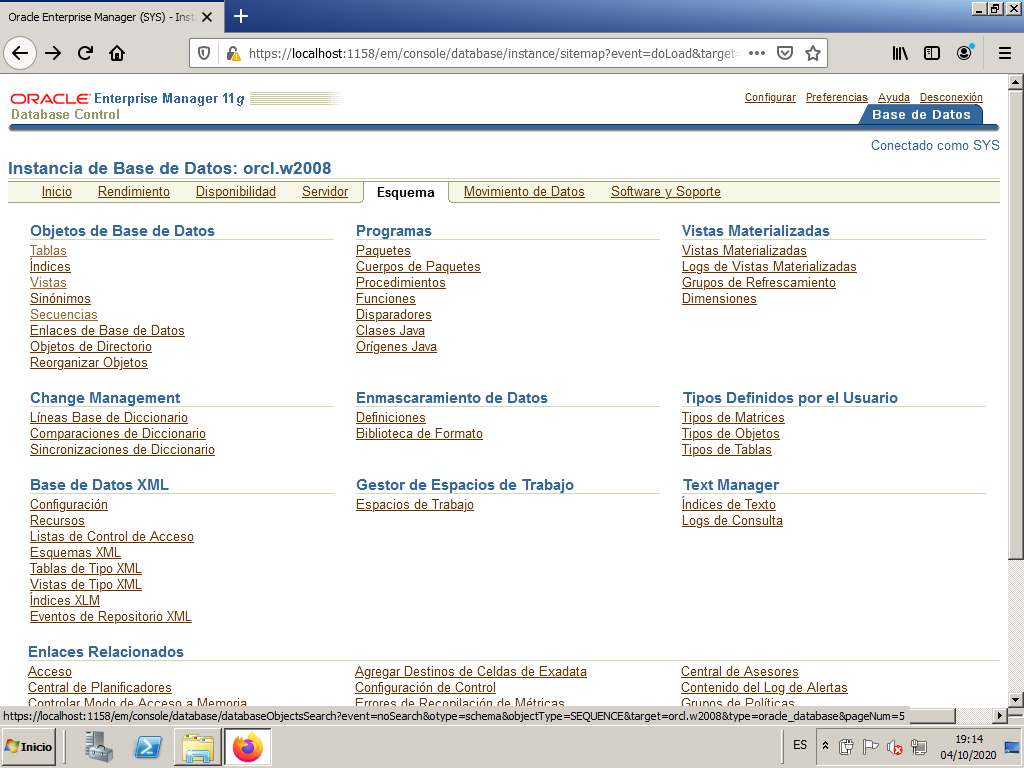 Oracle Enterprise Manager (SYS) - Inst
https://localhost:1158/em/console/database/instance/sitemap?event=doLoad&target=
ORACLE Enterprise Manager 11g
Database Control
Configurar Preferencias Ayuda Desconexión
Base de Datos
Conectado como SYS
Instancia de Base de Datos: orcl.w2008
Inicio Rendimiento Disponibilidad Servidor Esquema Movimiento de Datos Software y Soporte
Objetos de Base de Datos
Tablas
Índices
Vistas
Sinónimos
Secuencias
Enlaces de Base de Datos
Objetos de Directorio
Reorganizar Objetos
Programas
Paquetes
Cuerpos de Paquetes
Procedimientos
Funciones
Disparadores
Clases Java
Orígenes Java
Vistas Materializadas
Vistas Materializadas
Logs de Vistas Materializadas
Grupos de Refrescamiento
Dimensiones
Change Management
Líneas Base de Diccionario
Comparaciones de Diccionario
Sincronizaciones de Diccionario
Enmascaramiento de Datos
Definiciones
Biblioteca de Formato
Tipos Definidos por el Usuario
Tipos de Matrices
Tipos de Objetos
Tipos de Tablas
Base de Datos XML
Configuración
Recursos
Listas de Control de Acceso
Esquemas XML
Tablas de Tipo XML
Vistas de Tipo XML
Índices XLM
Eventos de Repositorio XML
Gestor de Espacios de Trabajo
Espacios de Trabajo
Text Manager
Índices de Texto
Logs de Consulta
Enlaces Relacionados
Acceso
Central de Planificadores
Controlar Modo de Acceso a Memoria
Agregar Destinos de Celdas de Exadata
Configuración de Control
Errores de Recopilación de Métricas
Central de Asesores
Contenido del Log de Alertas
Grupos de Políticas
https://localhost:1158/em/console/database/databaseObjectsSearch?event=noSearch&otype=schema&objectType=SEQUENCE&target=orcl.w2008&type=oracle_database&pageNum=5
Inicio
ES
19:14
04/10/2020